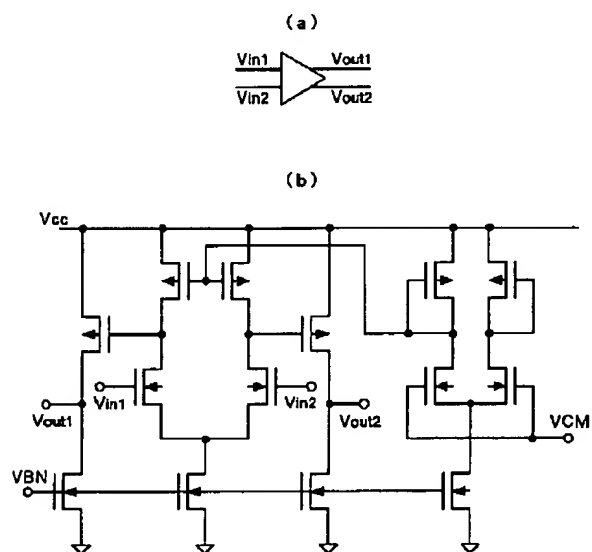 (a)
Vin1 Vout1
Vin2 Vout2
(b)
Vcc
Vin1 Vin2
Vout1 Vout2 VCM
VBN